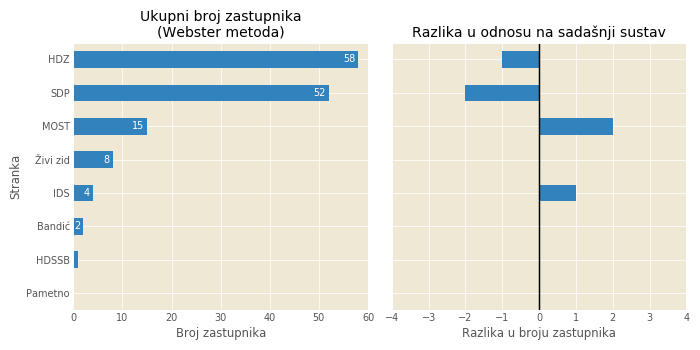 Ukupni broj zastupnika
(Webster metoda)
Stranka
HDZ
58
SDP
52
MOST
15
Živi zid
8
IDS
4
Bandić
2
HDSSB
Pametno
0 10 20 30 40 50 60
Broj zastupnika
Razlika u odnosu na sadašnji sustav
−4 −3 −2 −1 0 1 2 3 4
Razlika u broju zastupnika